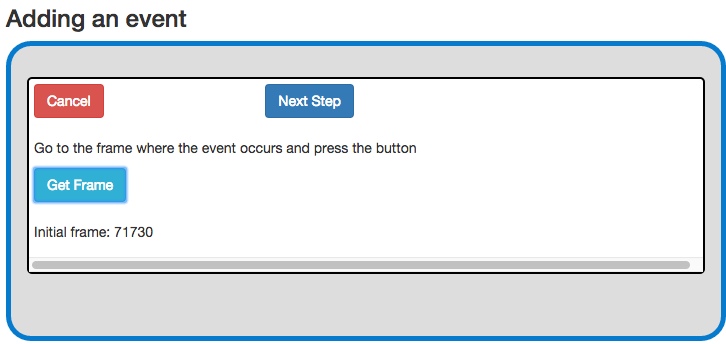 Adding an event
Cancel
Next Step
Go to the frame where the event occurs and press the button
Get Frame
Initial frame: 71730